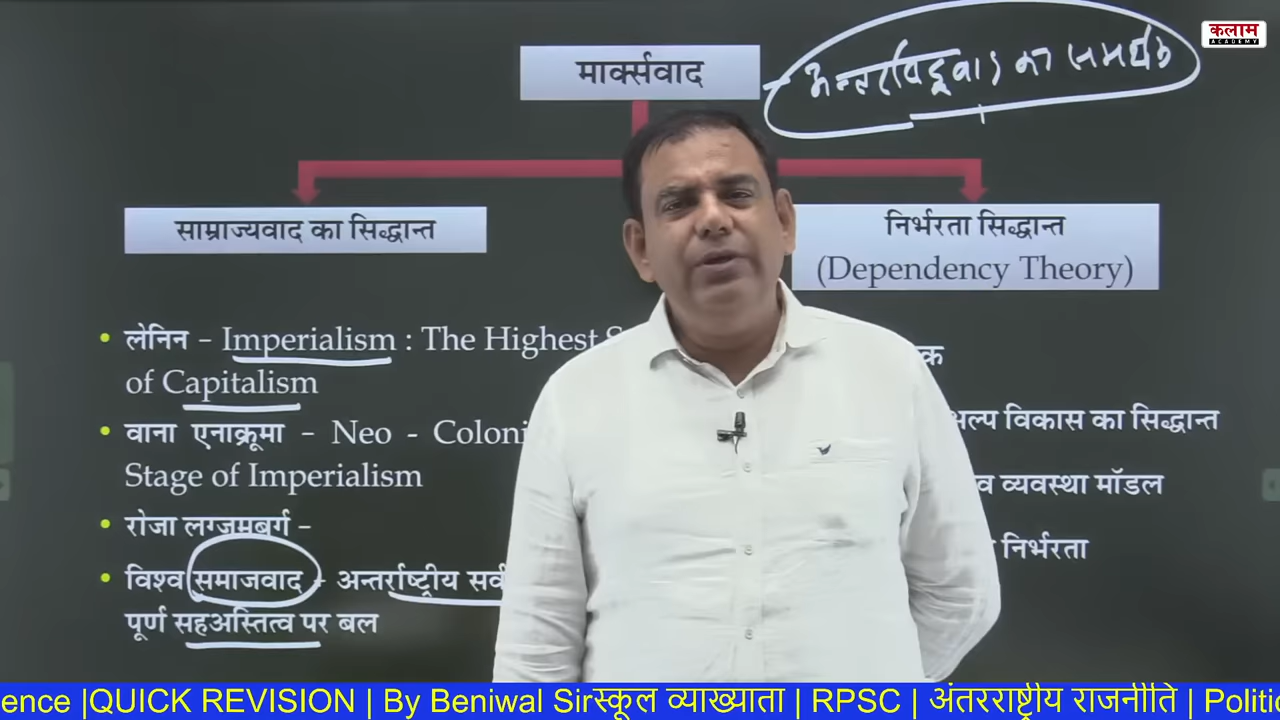 कलाम
ACADEMY
मार्क्सवाद
का समर्थक
साम्राज्यवाद का सिद्धान्त
निर्भरता सिद्धान्त
(Dependency Theory)
लेनिन – Imperialism : The Highest S
of Capitalism
वाना एनाक्रूमा – Neo - Coloni
Stage of Imperialism
रोजा लग्जमबर्ग –
विश्व समाजवाद – अन्तर्राष्ट्रीय सर्व
पूर्ण सहअस्तित्व पर बल
क
अल्प विकास का सिद्धान्त
व व्यवस्था मॉडल
निर्भरता
ence |QUICK REVISION | By Beniwal Sirस्कूल व्याख्याता | RPSC | अंतरराष्ट्रीय राजनीति | Politic